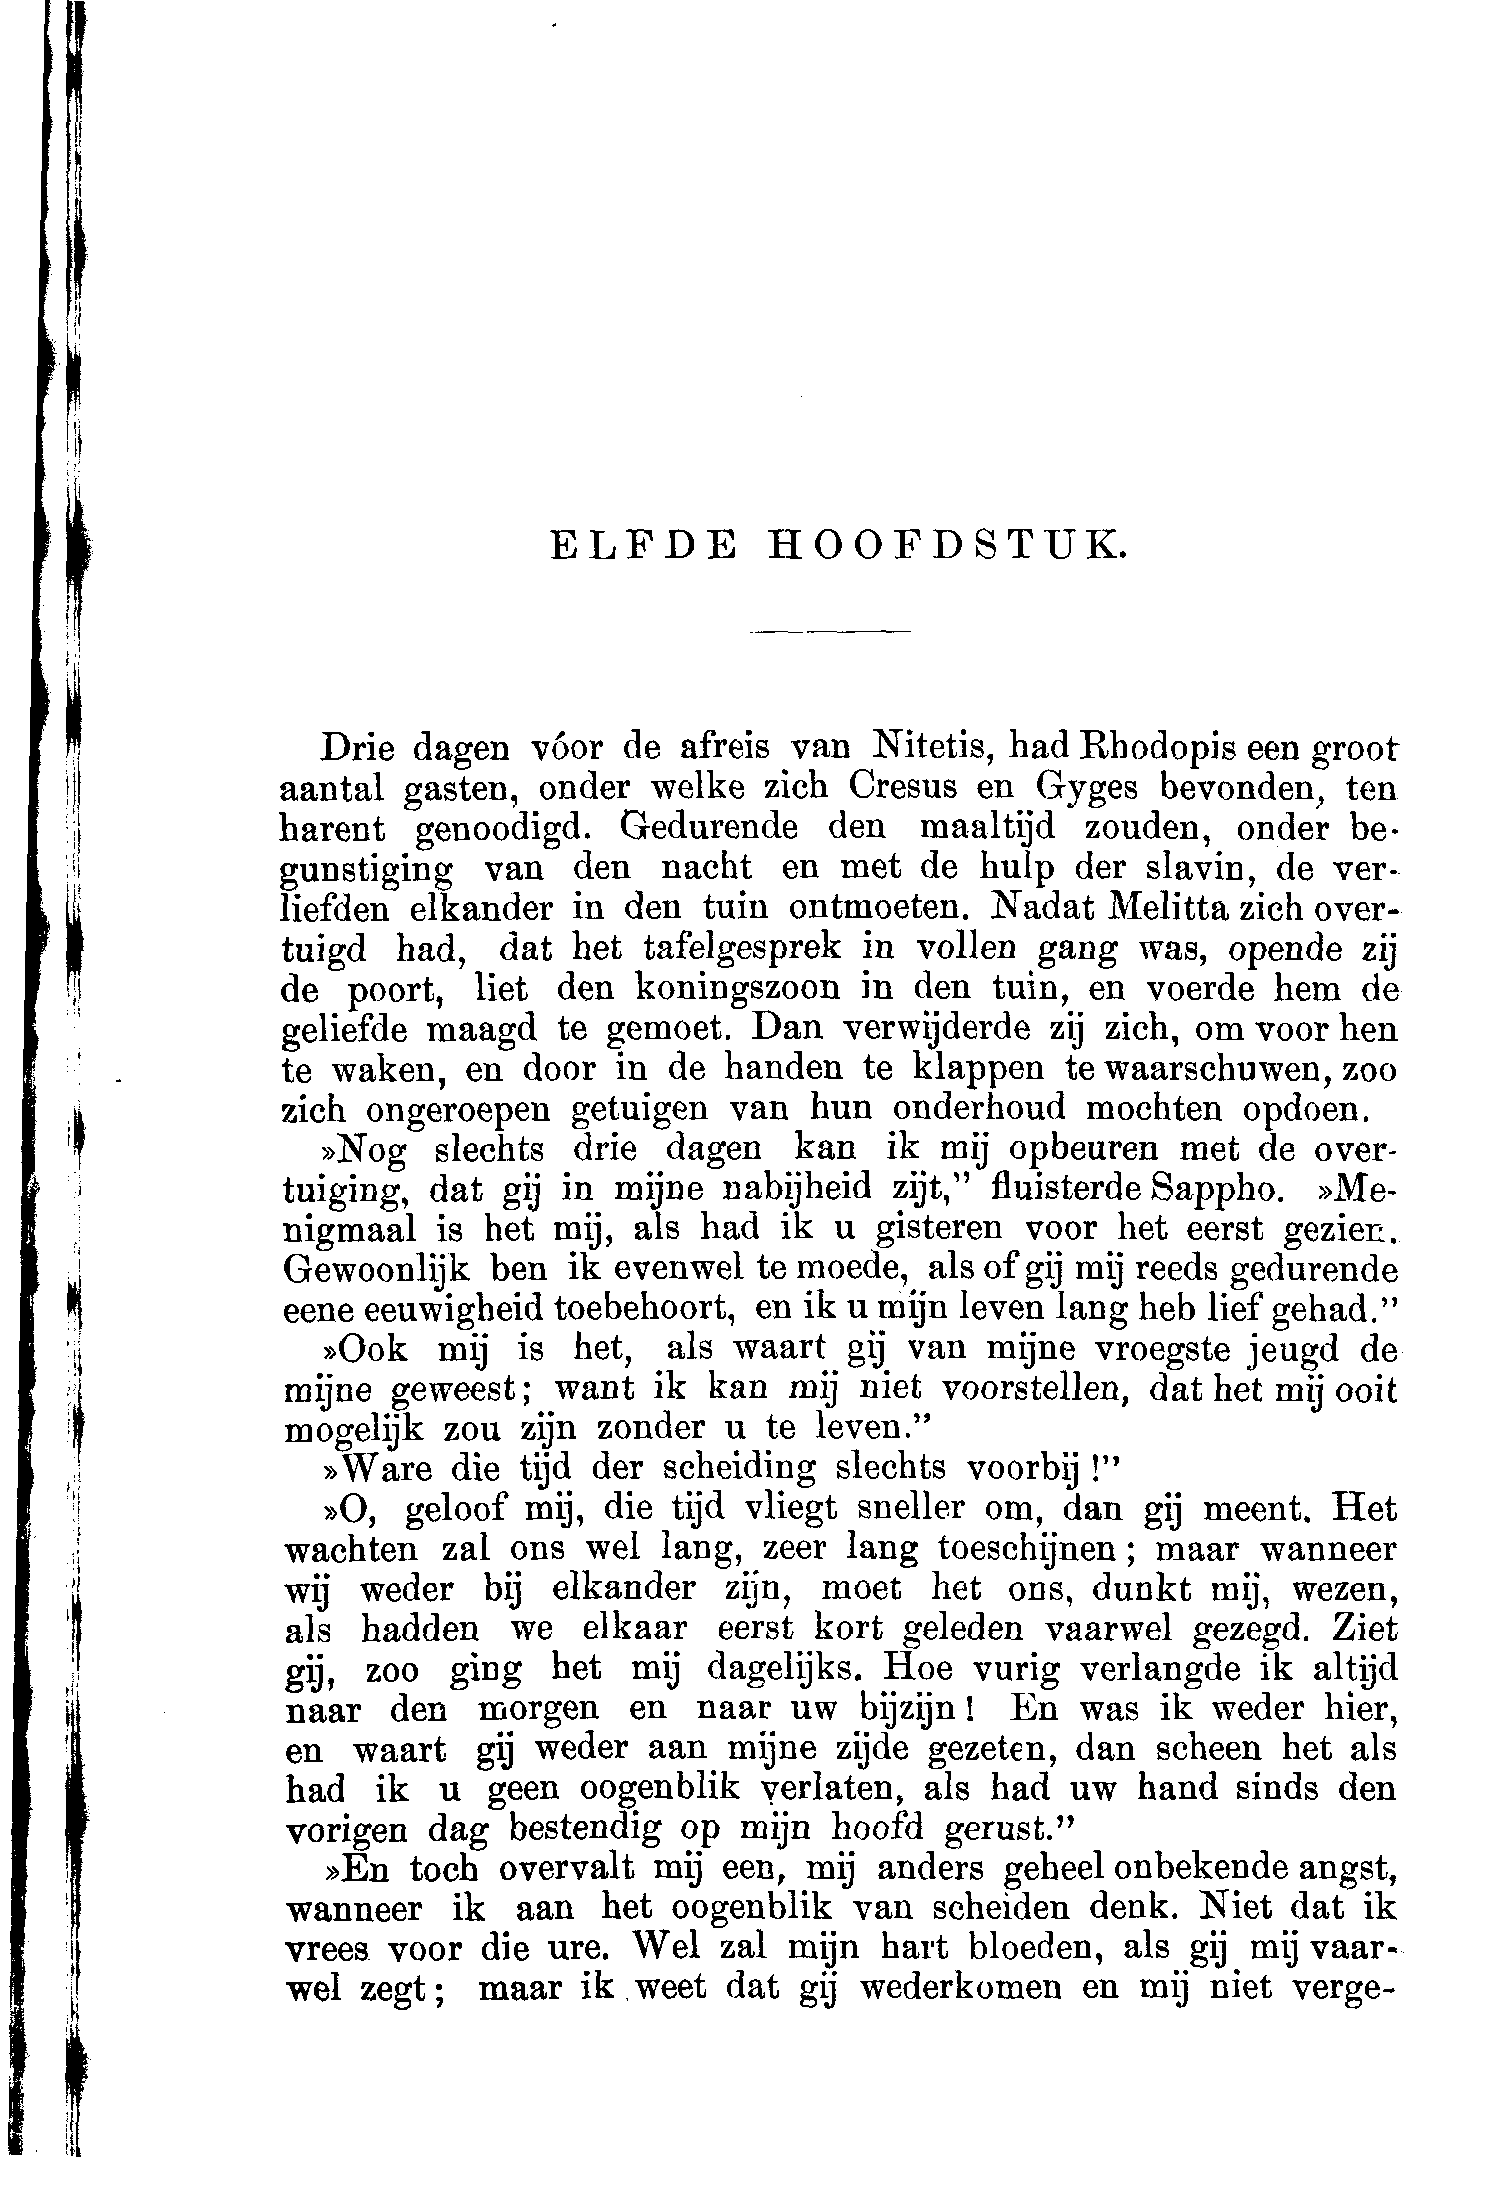 ELFDE HOOFDSTUK.
Drie dagen vóor de afreis van Nitetis, had Rhodopis een groot
aantal gasten, onder welke zich Cresus en Gyges bevonden, ten
harent genoodigd. Gedurende den maaltijd zouden, onder be-
gunstiging van den nacht en met de hulp der slavin, de ver-
liefden elkander in den tuin ontmoeten. Nadat Melitta zich over-
tuigd had, dat het tafelgesprek in vollen gang was, opende zij
de poort, liet den koningszoon in den tuin, en voerde hem de
geliefde maagd te gemoet. Dan verwijderde zij zich, om voor hen
te waken, en door in de handen te klappen te waarschuwen, zoo
zich ongeroepen getuigen van hun onderhoud mochten opdoen.
»Nog slechts drie dagen kan ik mij opbeuren met de over-
tuiging, dat gij in mijne nabijheid zijt,” fluisterde Sappho. »Me-
nigmaal is het mij, als had ik u gisteren voor het eerst gezien.
Gewoonlijk ben ik evenwel te moede, als of gij mij reeds gedurende
eene eeuwigheid toebehoort, en ik u mijn leven lang heb lief gehad.”
»Ook mij is het, als waart gij van mijne vroegste jeugd de
mijne geweest; want ik kan mij niet voorstellen, dat het mij ooit
mogelijk zou zijn zonder u te leven.”
»Ware die tijd der scheiding slechts voorbij!”
»O, geloof mij, die tijd vliegt sneller om, dan gij meent. Het
wachten zal ons wel lang, zeer lang toeschijnen; maar wanneer
wij weder bij elkander zijn, moet het ons, dunkt mij, wezen,
als hadden we elkaar eerst kort geleden vaarwel gezegd. Ziet
gij, zoo ging het mij dagelijks. Hoe vurig verlangde ik altijd
naar den morgen en naar uw bijzijn! En was ik weder hier,
en waart gij weder aan mijne zijde gezeten, dan scheen het als
had ik u geen oogenblik verlaten, als had uw hand sinds den
vorigen dag bestendig op mijn hoofd gerust.”
»En toch overvalt mij een, mij anders geheel onbekende angst,
wanneer ik aan het oogenblik van scheiden denk. Niet dat ik
vrees voor die ure. Wel zal mijn hart bloeden, als gij mij vaar-
wel zegt; maar ik weet dat gij wederkomen en mij niet verge-